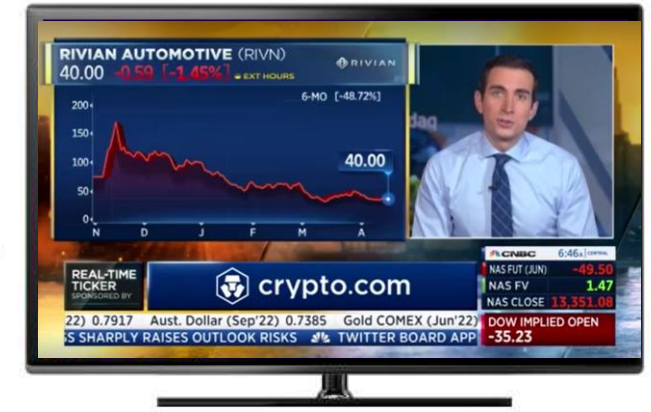 RIVIAN AUTOMOTIVE (RIVN)
40.00 -0.59 [-1.45%] EXT HOURS
RIVIAN
6-MO [-48.72%]
200
150
100
50
0
40.00
N D J F M A
daq
CNBC 6:46A CENTRAL
REAL-TIME
TICKER
SPONSORED BY
crypto.com
NAS FUT (JUN) -49.50
NAS FV 1.47
NAS CLOSE 13,351.08
22) 0.7917 Aust. Dollar (Sep'22) 0.7385 Gold COMEX (Jun'22)
DOW IMPLIED OPEN
-35.23
S SHARPLY RAISES OUTLOOK RISKS TWITTER BOARD APP